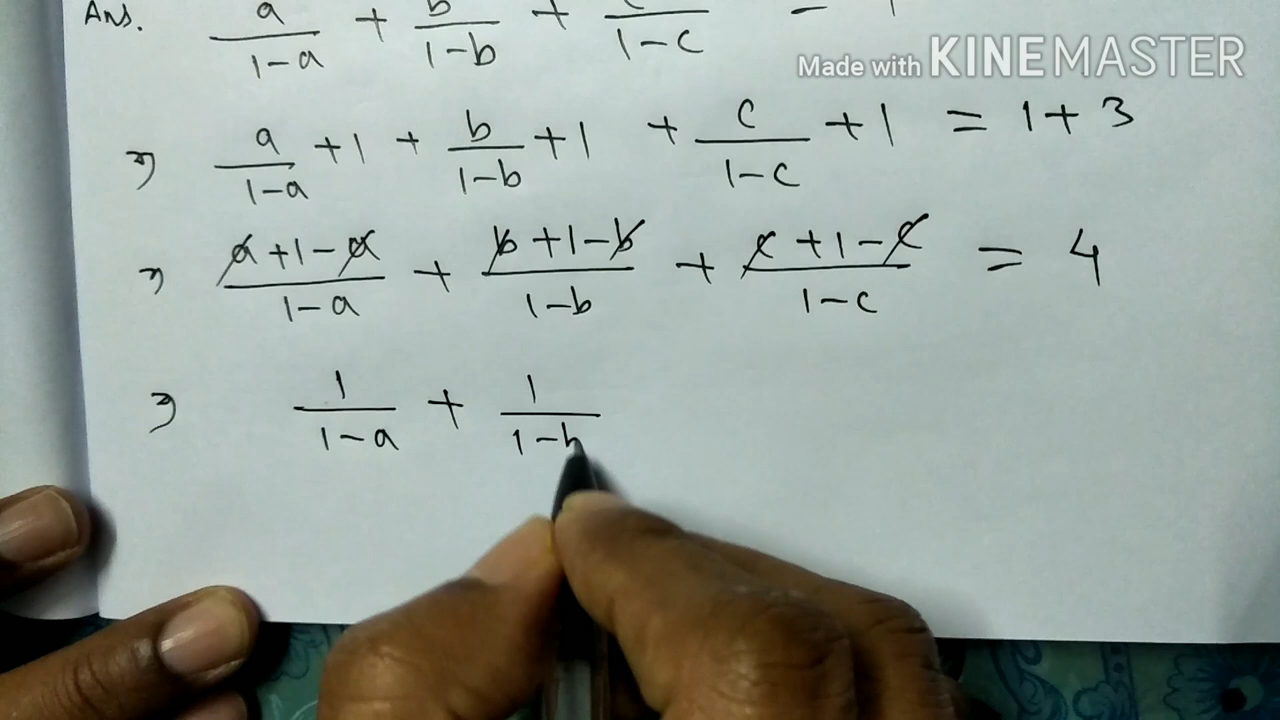 Ans. a/(1-a) + b/(1-b) + c/(1-c) = 1
Made with KINEMASTER
⇒ a/(1-a) +1 + b/(1-b) +1 + c/(1-c) +1 = 1+3
⇒ (a+1-a)/(1-a) + (b+1-b)/(1-b) + (c+1-c)/(1-c) = 4
⇒ 1/(1-a) + 1/(1-b